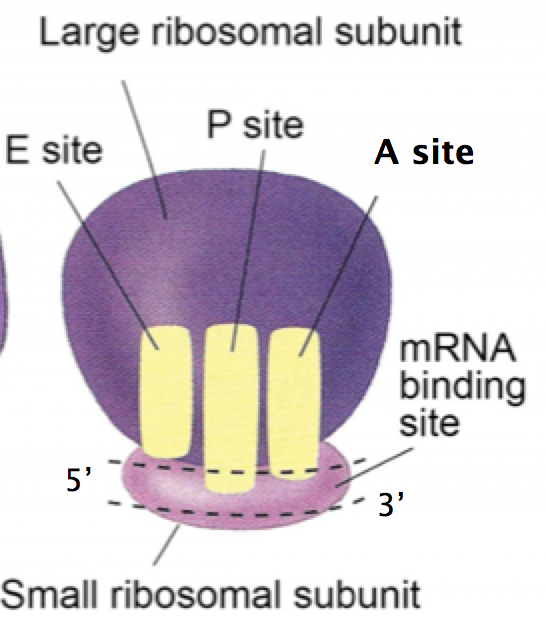 Large ribosomal subunit
P site
E site
A site
mRNA
binding
site
5’
3’
Small ribosomal subunit